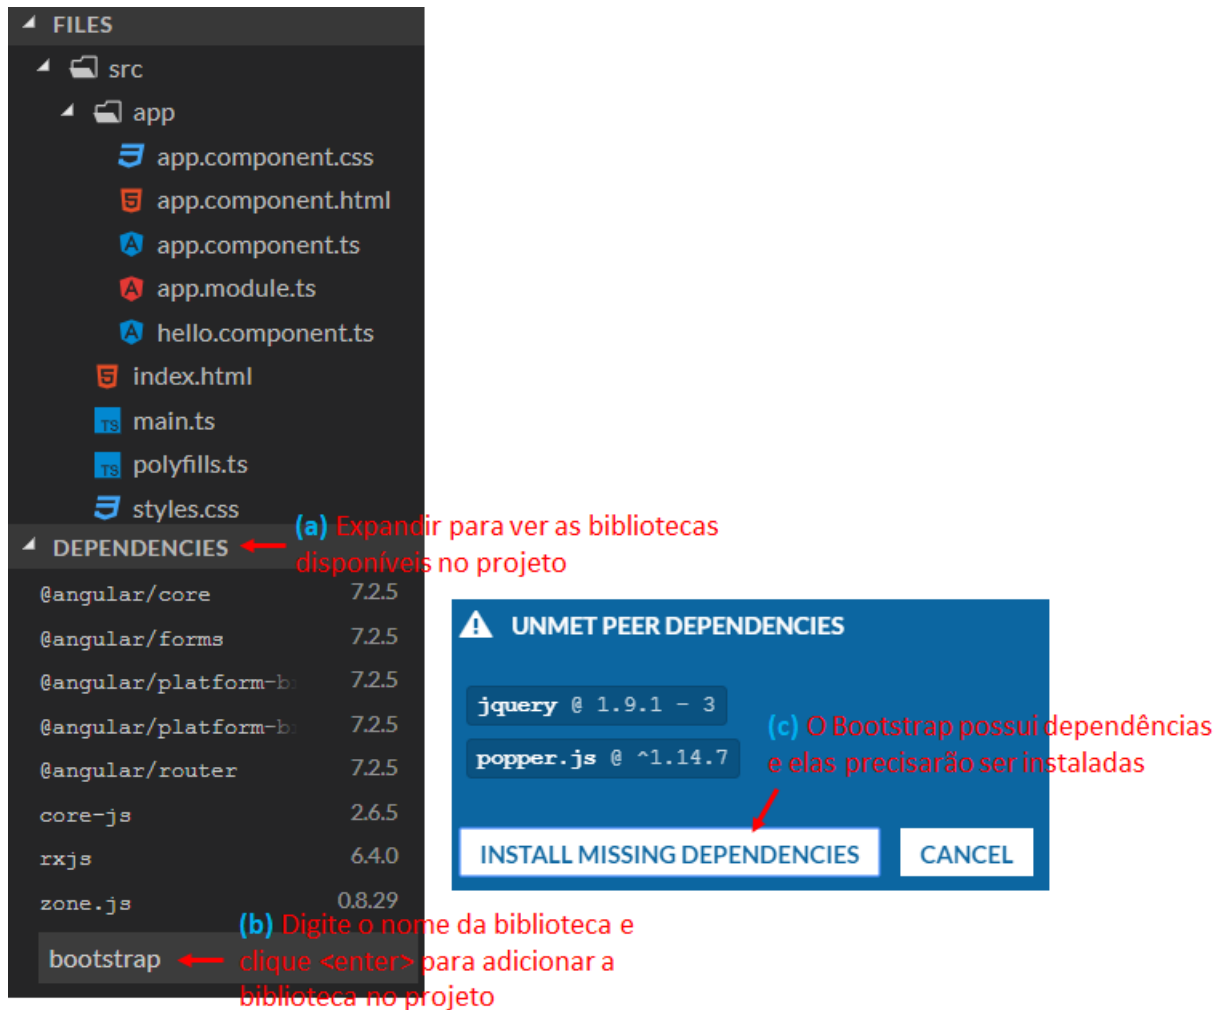 FILES
src
app
app.component.css
app.component.html
app.component.ts
app.module.ts
hello.component.ts
index.html
main.ts
polyfills.ts
styles.css
(a) Expandir para ver as bibliotecas
disponíveis no projeto
DEPENDENCIES
@angular/core 7.2.5
@angular/forms 7.2.5
@angular/platform-b 7.2.5
@angular/platform-b 7.2.5
@angular/router 7.2.5
core-js 2.6.5
rxjs 6.4.0
zone.js 0.8.29
bootstrap
(b) Digite o nome da biblioteca e
clique <enter> para adicionar a
biblioteca no projeto
UNMET PEER DEPENDENCIES
jquery @ 1.9.1 - 3
popper.js @ ^1.14.7
(c) O Bootstrap possui dependências
e elas precisarão ser instaladas
INSTALL MISSING DEPENDENCIES
CANCEL